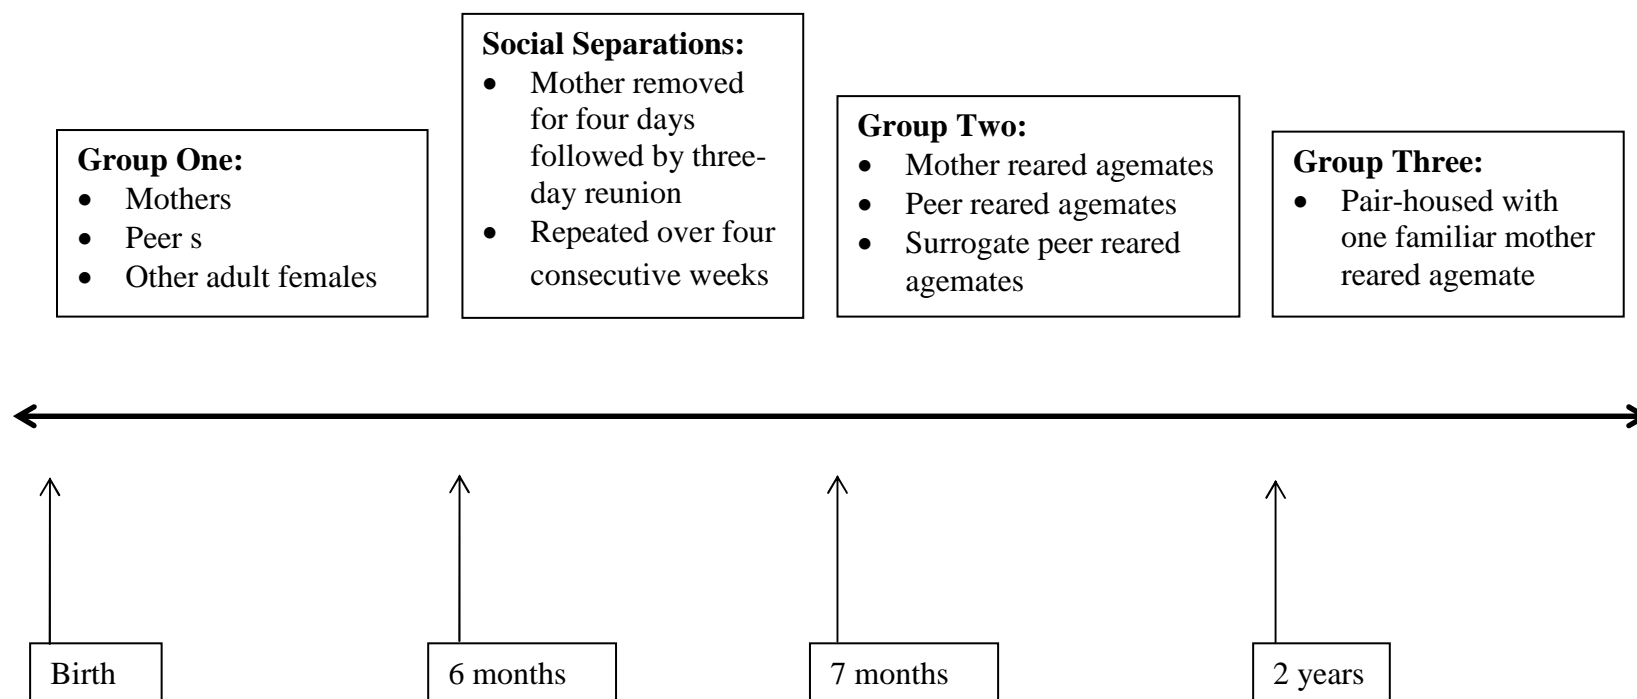 Group One:
• Mothers
• Peer s
• Other adult females
Social Separations:
• Mother removed
for four days
followed by three-
day reunion
• Repeated over four
consecutive weeks
Group Two:
• Mother reared agemates
• Peer reared agemates
• Surrogate peer reared
agemates
Group Three:
• Pair-housed with
one familiar mother
reared agemate
Birth
6 months
7 months
2 years